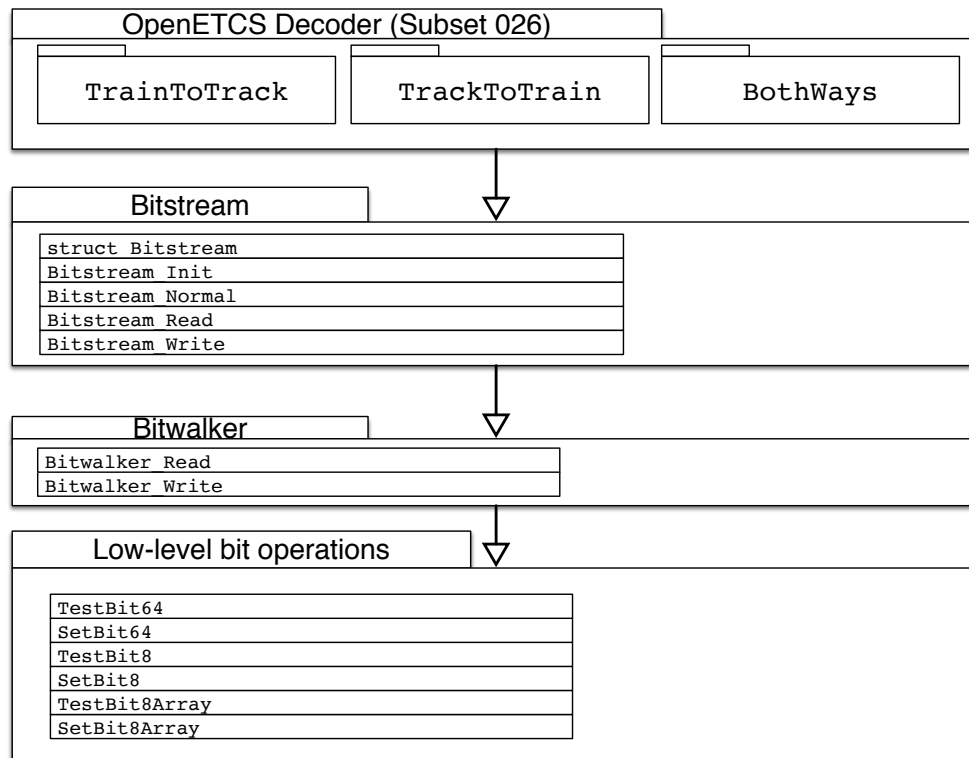 OpenETCS Decoder (Subset 026)
TrainToTrack TrackToTrain BothWays
Bitstream
struct Bitstream
Bitstream_Init
Bitstream_Normal
Bitstream_Read
Bitstream_Write
Bitwalker
Bitwalker_Read
Bitwalker_Write
Low-level bit operations
TestBit64
SetBit64
TestBit8
SetBit8
TestBit8Array
SetBit8Array